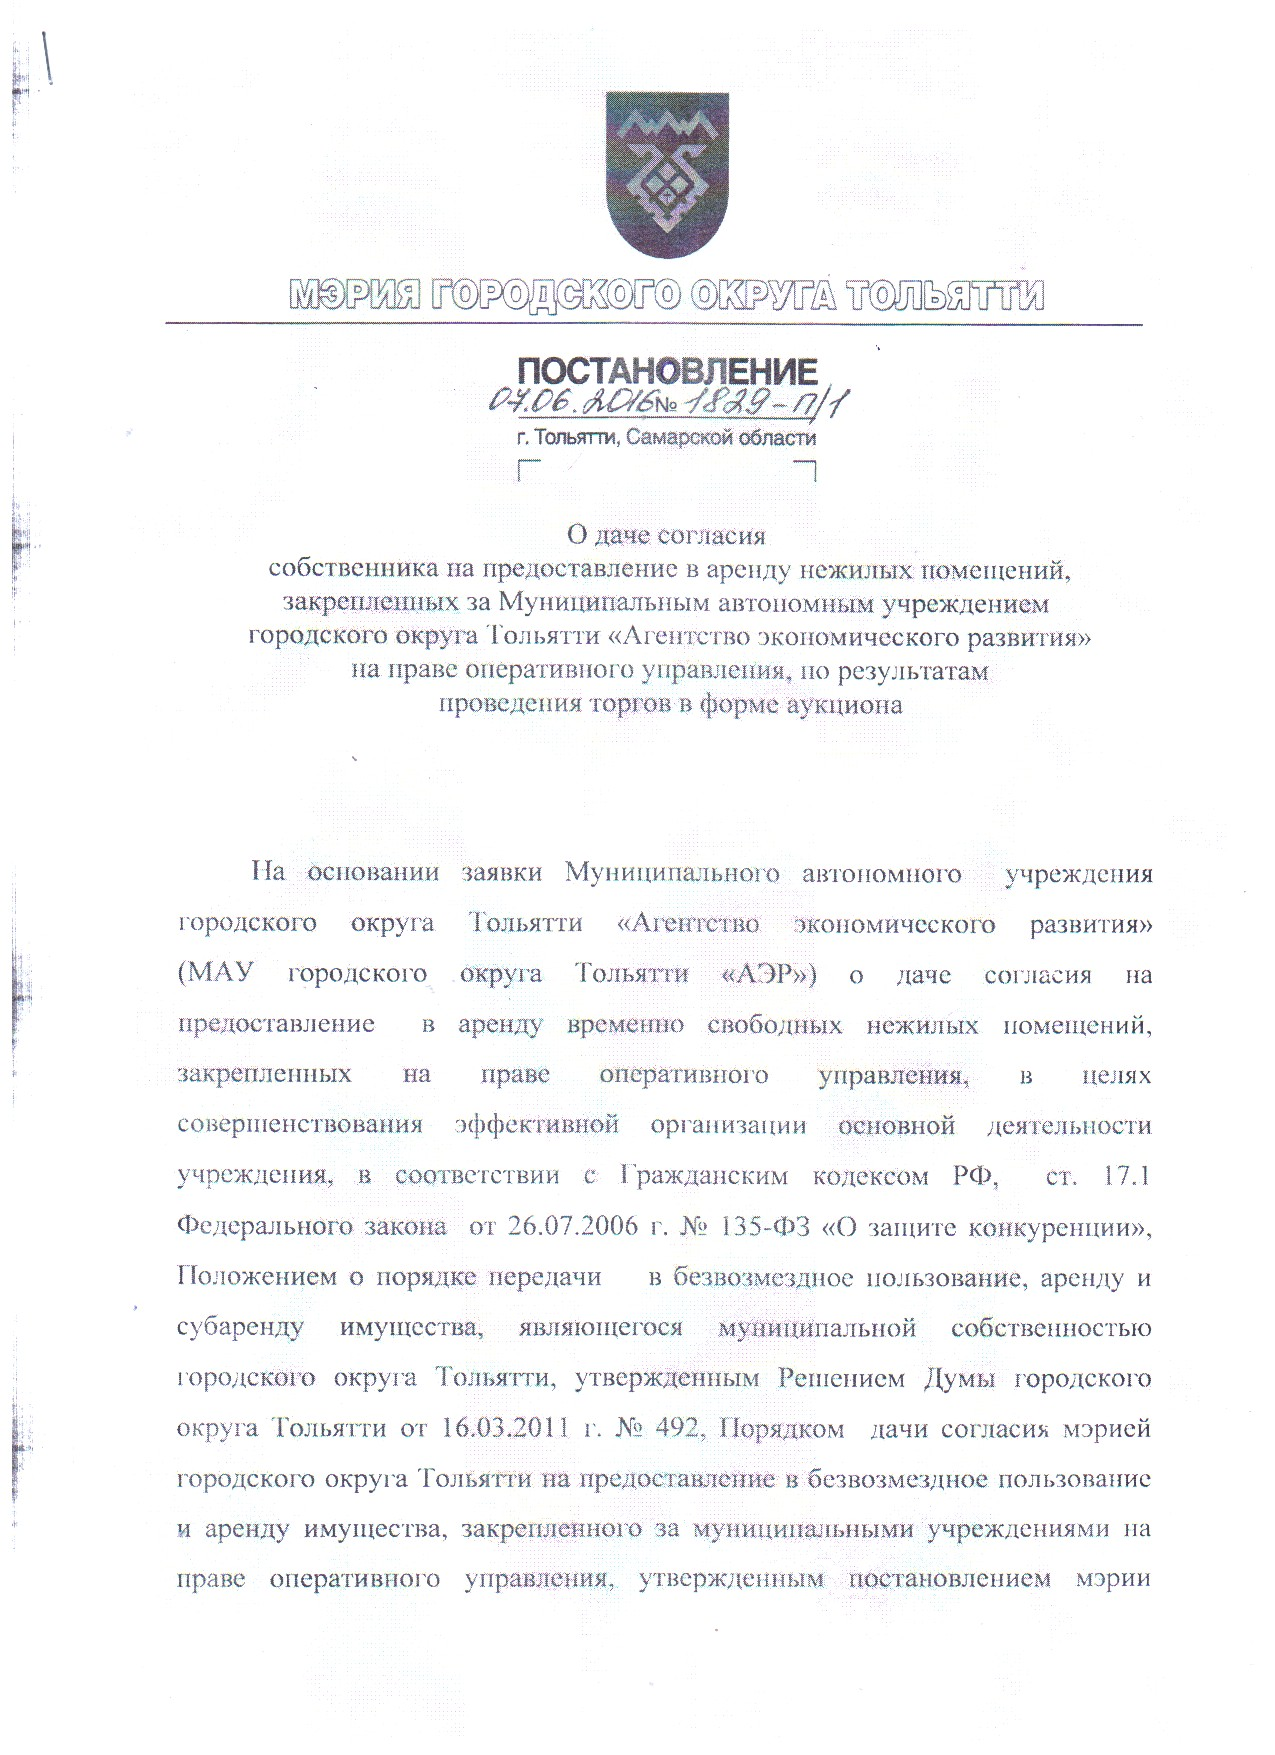 МЭРИЯ ГОРОДСКОГО ОКРУГА ТОЛЬЯТТИ
ПОСТАНОВЛЕНИЕ
07.06.2016 № 1829-п/1
г. Тольятти, Самарской области
О даче согласия
собственника на предоставление в аренду нежилых помещений,
закрепленных за Муниципальным автономным учреждением
городского округа Тольятти «Агентство экономического развития»
на праве оперативного управления, по результатам
проведения торгов в форме аукциона
На основании заявки Муниципального автономного учреждения
городского округа Тольятти «Агентство экономического развития»
(МАУ городского округа Тольятти «АЭР») о даче согласия на
предоставление в аренду временно свободных нежилых помещений,
закрепленных на праве оперативного управления, в целях
совершенствования эффективной организации основной деятельности
учреждения, в соответствии с Гражданским кодексом РФ, ст. 17.1
Федерального закона от 26.07.2006 г. № 135-ФЗ «О защите конкуренции»,
Положением о порядке передачи в безвозмездное пользование, аренду и
субаренду имущества, являющегося муниципальной собственностью
городского округа Тольятти, утвержденным Решением Думы городского
округа Тольятти от 16.03.2011 г. № 492, Порядком дачи согласия мэрией
городского округа Тольятти на предоставление в безвозмездное пользование
и аренду имущества, закрепленного за муниципальными учреждениями на
праве оперативного управления, утвержденным постановлением мэрии